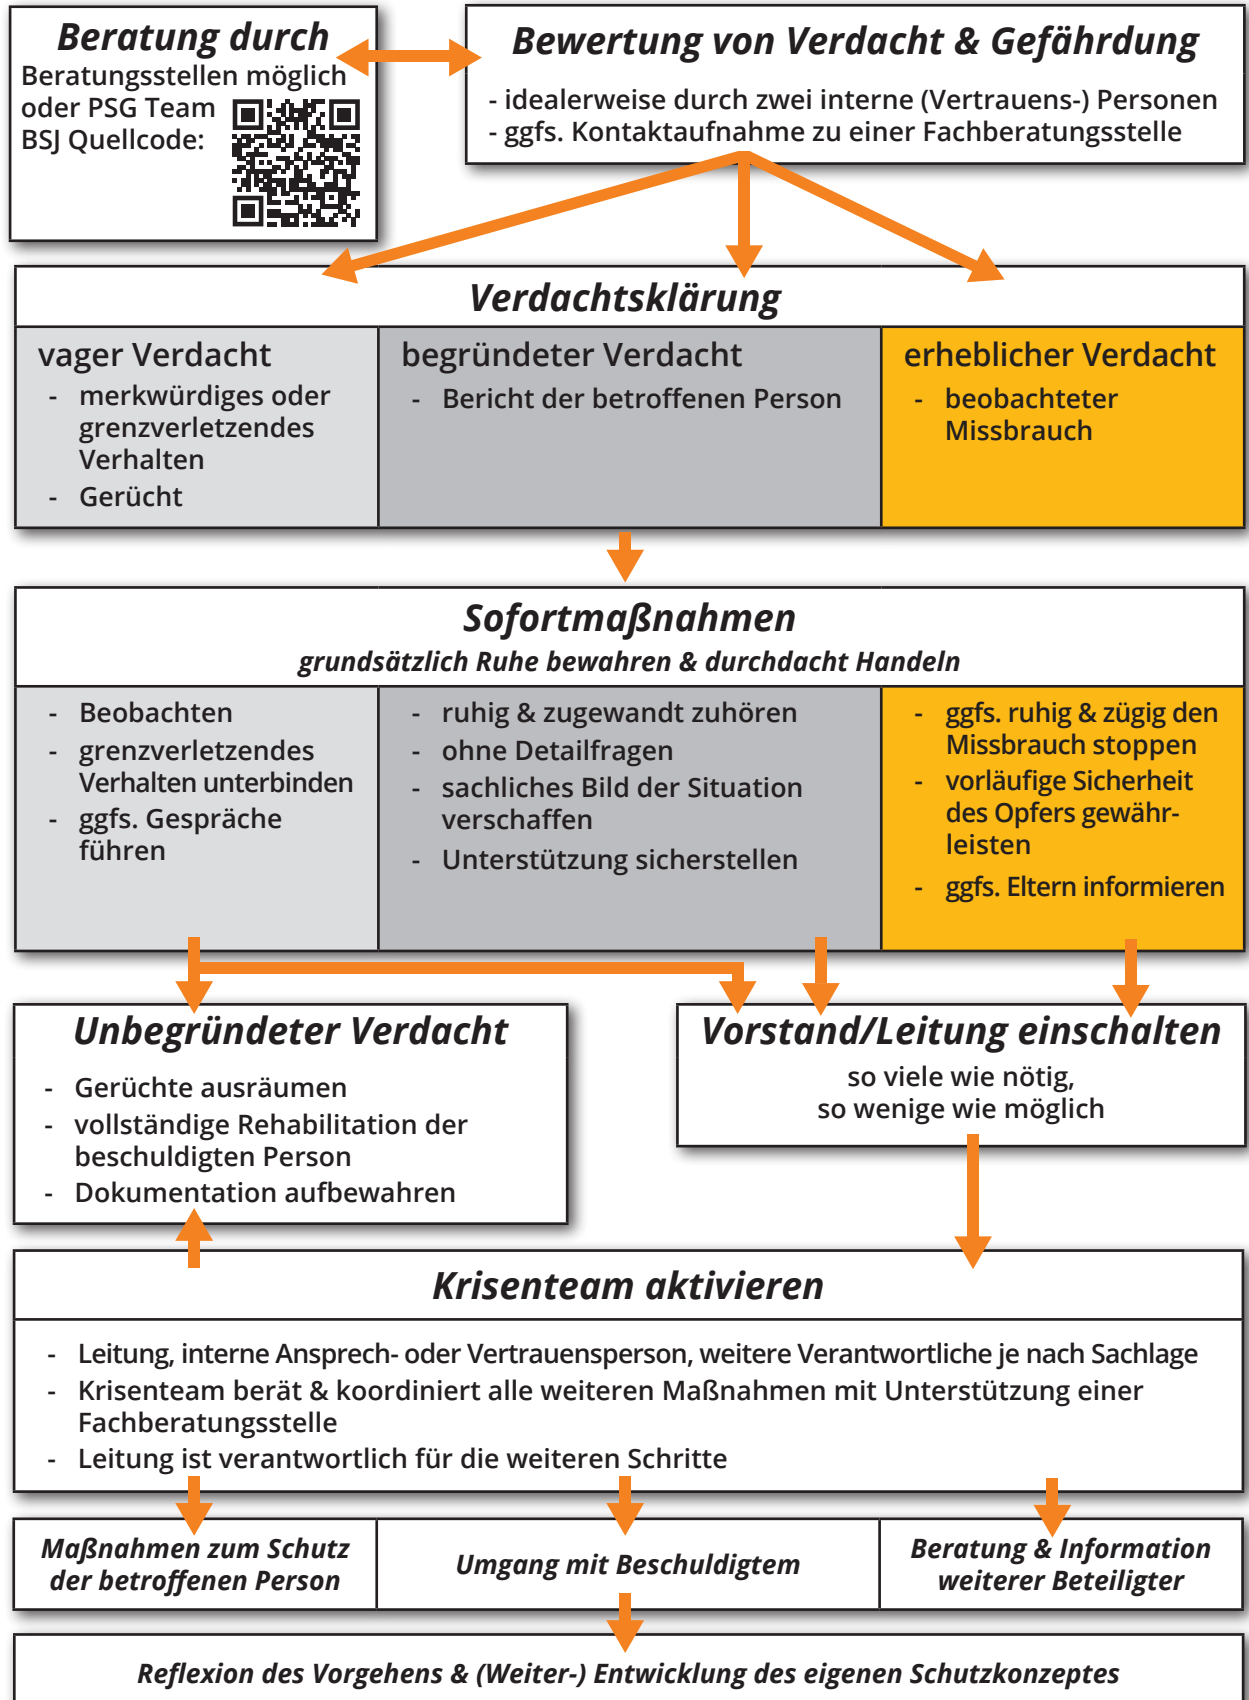 Beratung durch
Beratungsstellen möglich
oder PSG Team
BSJ Quellcode:
Bewertung von Verdacht & Gefährdung
- idealerweise durch zwei interne (Vertrauens-) Personen
- ggfs. Kontaktaufnahme zu einer Fachberatungsstelle
Verdachtsklärung
vager Verdacht
- merkwürdiges oder
grenzverletzendes
Verhalten
- Gerücht
begründeter Verdacht
- Bericht der betroffenen Person
erheblicher Verdacht
- beobachteter
Missbrauch
Sofortmaßnahmen
grundsätzlich Ruhe bewahren & durchdacht Handeln
- Beobachten
- grenzverletzendes
Verhalten unterbinden
- ggfs. Gespräche
führen
- ruhig & zugewandt zuhören
- ohne Detailfragen
- sachliches Bild der Situation
verschaffen
- Unterstützung sicherstellen
- ggfs. ruhig & zügig den
Missbrauch stoppen
- vorläufige Sicherheit
des Opfers gewähr-
leisten
- ggfs. Eltern informieren
Unbegründeter Verdacht
- Gerüchte ausräumen
- vollständige Rehabilitation der
beschuldigten Person
- Dokumentation aufbewahren
Vorstand/Leitung einschalten
so viele wie nötig,
so wenige wie möglich
Krisenteam aktivieren
- Leitung, interne Ansprech- oder Vertrauensperson, weitere Verantwortliche je nach Sachlage
- Krisenteam berät & koordiniert alle weiteren Maßnahmen mit Unterstützung einer
Fachberatungsstelle
- Leitung ist verantwortlich für die weiteren Schritte
Maßnahmen zum Schutz
der betroffenen Person
Umgang mit Beschuldigtem
Beratung & Information
weiterer Beteiligter
Reflexion des Vorgehens & (Weiter-) Entwicklung des eigenen Schutzkonzeptes